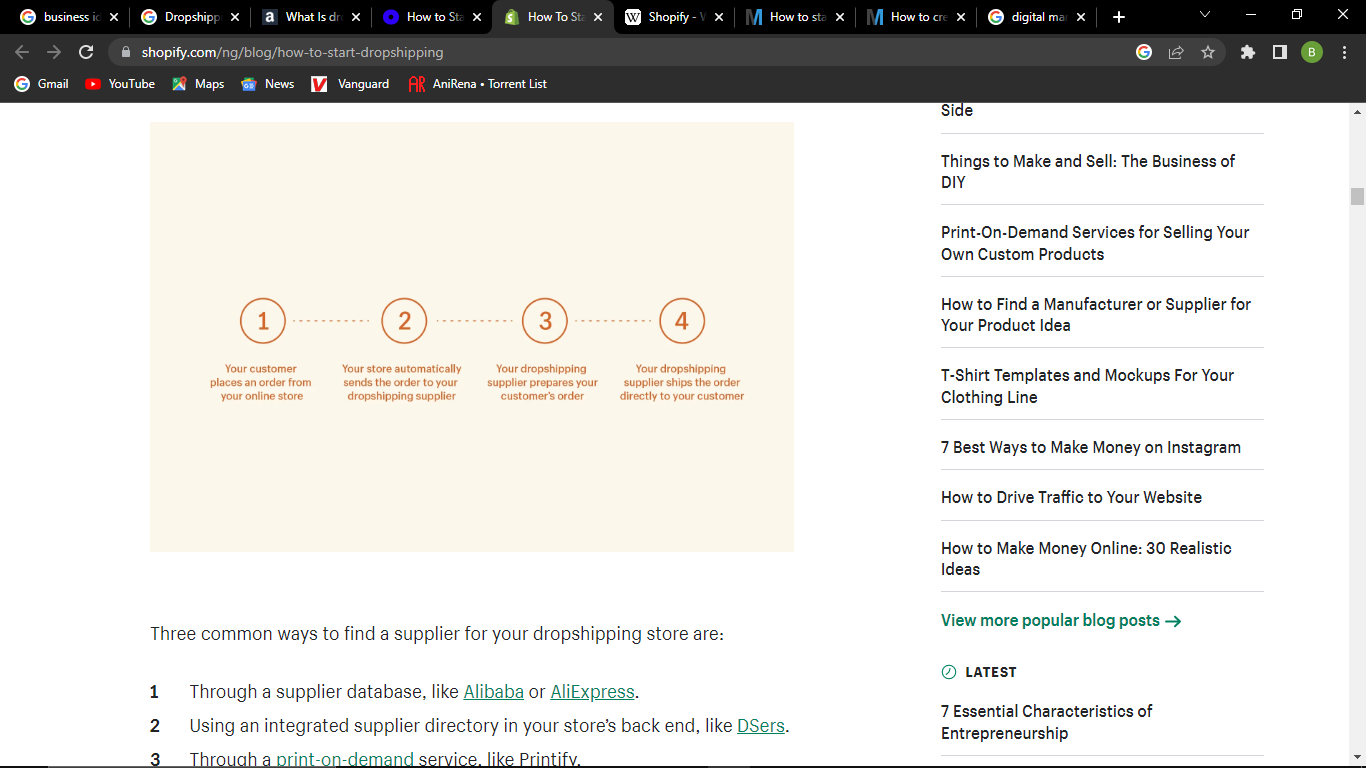 business i
Dropshipp
What Is dr
How to Sta
How To Sta
Shopify - W
How to sta
How to cre
digital mar
shopify.com/ng/blog/how-to-start-dropshipping
B
Gmail
YouTube
Maps
News
Vanguard
AniRena • Torrent List
1
2
3
4
Your customer
places an order from
your online store
Your store automatically
sends the order to your
dropshipping supplier
Your dropshipping
supplier prepares your
customer's order
Your dropshipping
supplier ships the order
directly to your customer
Three common ways to find a supplier for your dropshipping store are:
1 Through a supplier database, like Alibaba or AliExpress.
2 Using an integrated supplier directory in your store's back end, like DSers.
3 Through a print-on-demand service, like Printify.
Side
Things to Make and Sell: The Business of
DIY
Print-On-Demand Services for Selling Your
Own Custom Products
How to Find a Manufacturer or Supplier for
Your Product Idea
T-Shirt Templates and Mockups For Your
Clothing Line
7 Best Ways to Make Money on Instagram
How to Drive Traffic to Your Website
How to Make Money Online: 30 Realistic
Ideas
View more popular blog posts →
LATEST
7 Essential Characteristics of
Entrepreneurship